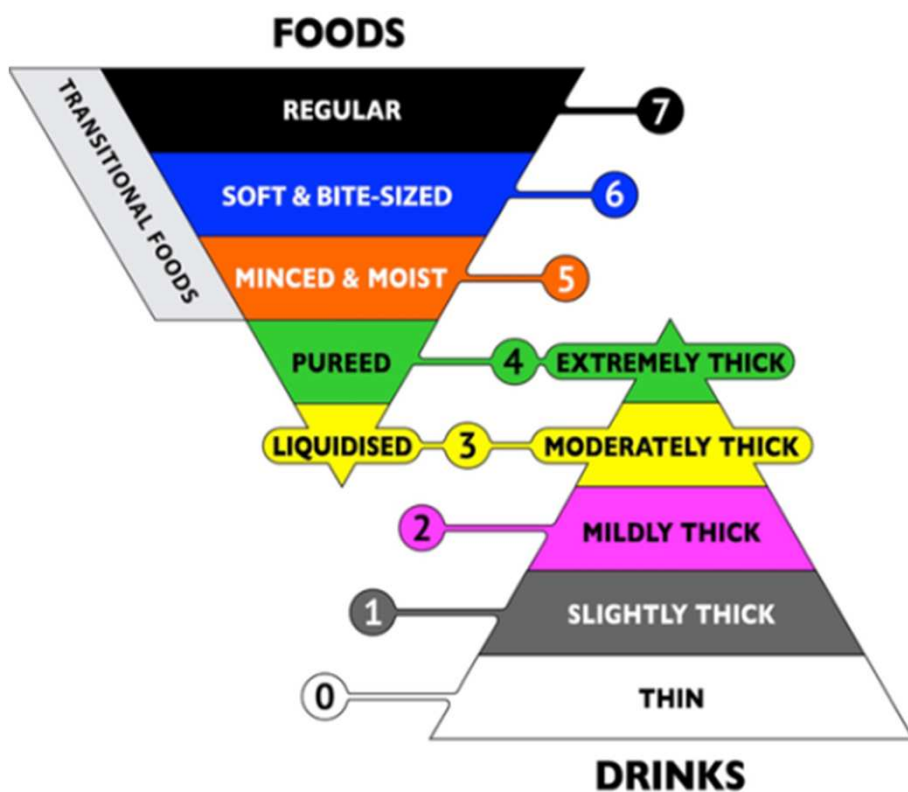 FOODS
TRANSITIONAL FOODS
REGULAR
7
SOFT & BITE-SIZED
6
MINCED & MOIST
5
PUREED
4
EXTREMELY THICK
LIQUIDISED
3
MODERATELY THICK
2
MILDLY THICK
1
SLIGHTLY THICK
0
THIN
DRINKS